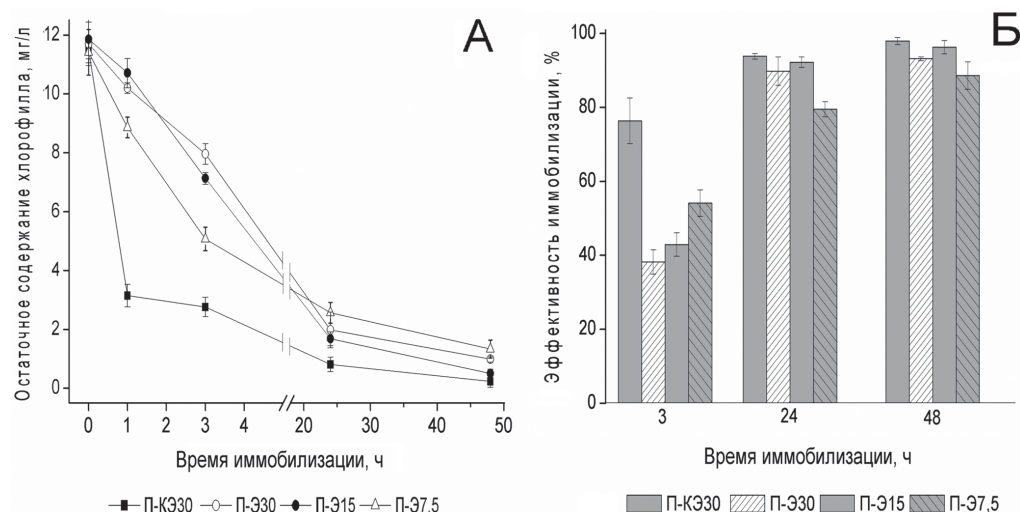 А
Остаточное содержание хлорофилла, мг/л
12
10
8
6
4
2
0
0 1 2 3 4 20 30 40 50
Время иммобилизации, ч
П-КЭ30 П-Э30 П-Э15 П-Э7.5
Б
Эффективность иммобилизации, %
100
80
60
40
20
0
3 24 48
Время иммобилизации, ч
П-КЭ30 П-Э30 П-Э15 П-Э7,5